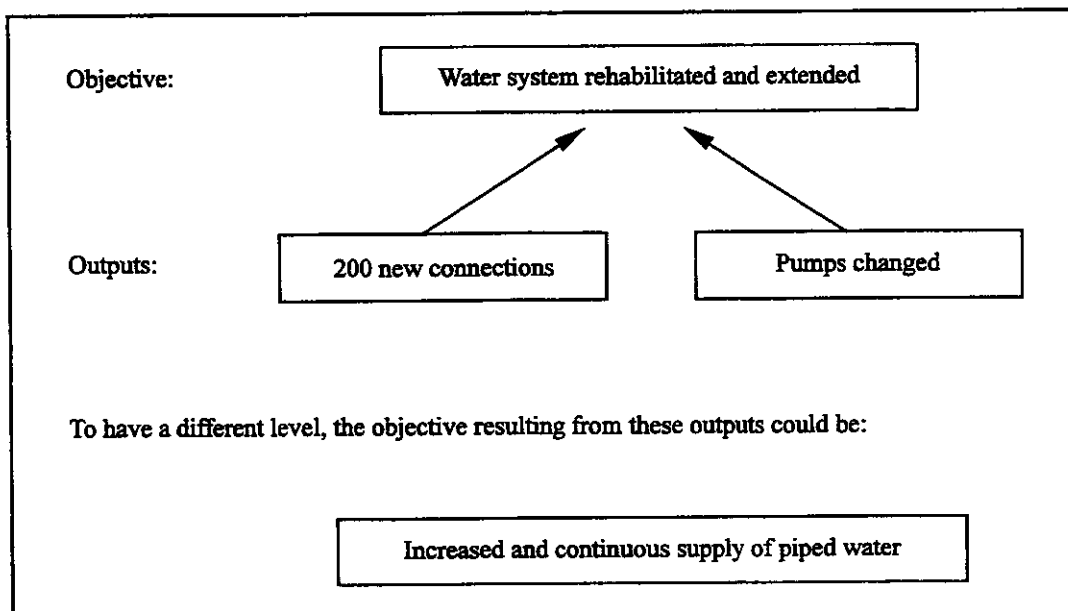 Objective:
Water system rehabilitated and extended
Outputs:
200 new connections
Pumps changed
To have a different level, the objective resulting from these outputs could be:
Increased and continuous supply of piped water